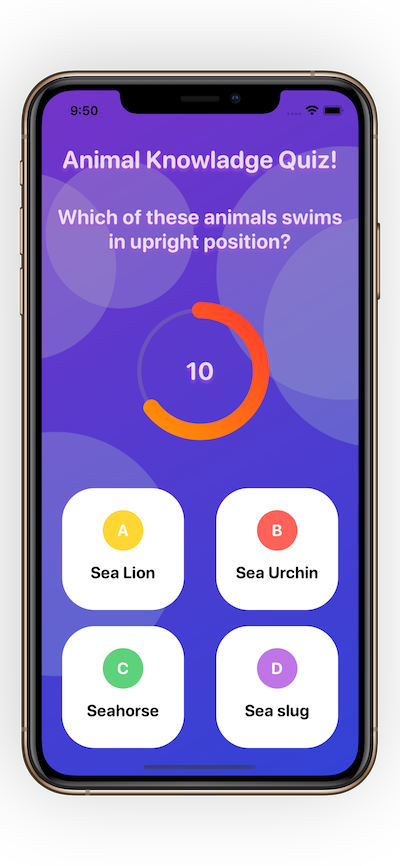 9:50
Animal Knowladge Quiz!
Which of these animals swims
in upright position?
10
A
B
Sea Lion
Sea Urchin
C
D
Seahorse
Sea slug